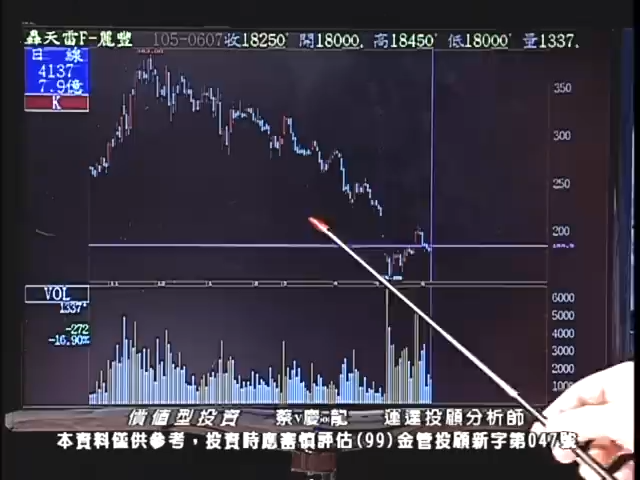 轟天雷F-麗豐 105-0607收18250 開18000. 高18450 低18000 量1337.
日 線
4137
7.9億
K
350
300
250
200
VOL
1337
-272
-16.90%
6000
5000
4000
3000
2000
1000
價值型投資 蔡慶龍 運達投顧分析師
本資料僅供參考，投資時應審慎評估(99)金管投顧新字第047號